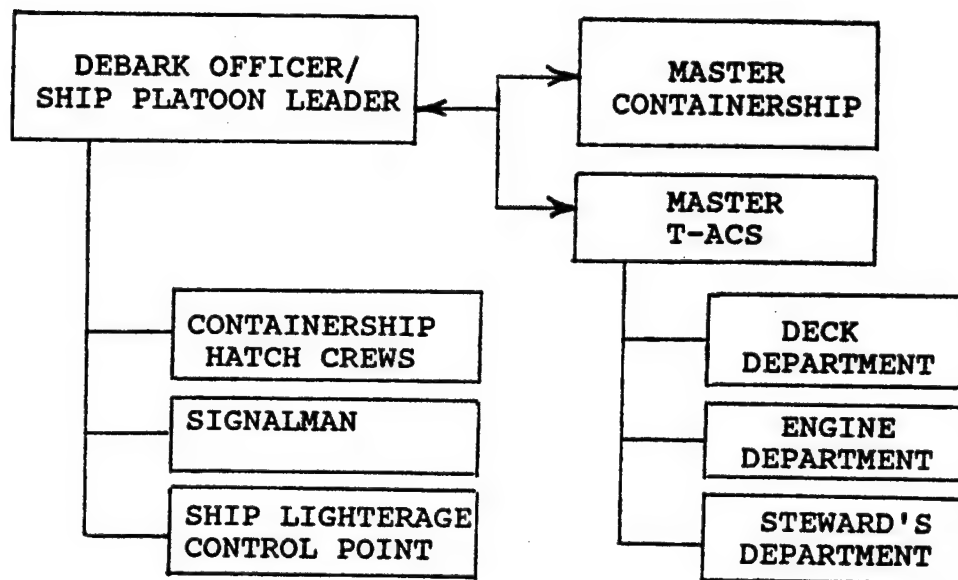 DEBARK OFFICER/
SHIP PLATOON LEADER
MASTER
CONTAINERSHIP
MASTER
T-ACS
CONTAINERSHIP
HATCH CREWS
SIGNALMAN
SHIP LIGHTERAGE
CONTROL POINT
DECK
DEPARTMENT
ENGINE
DEPARTMENT
STEWARD'S
DEPARTMENT